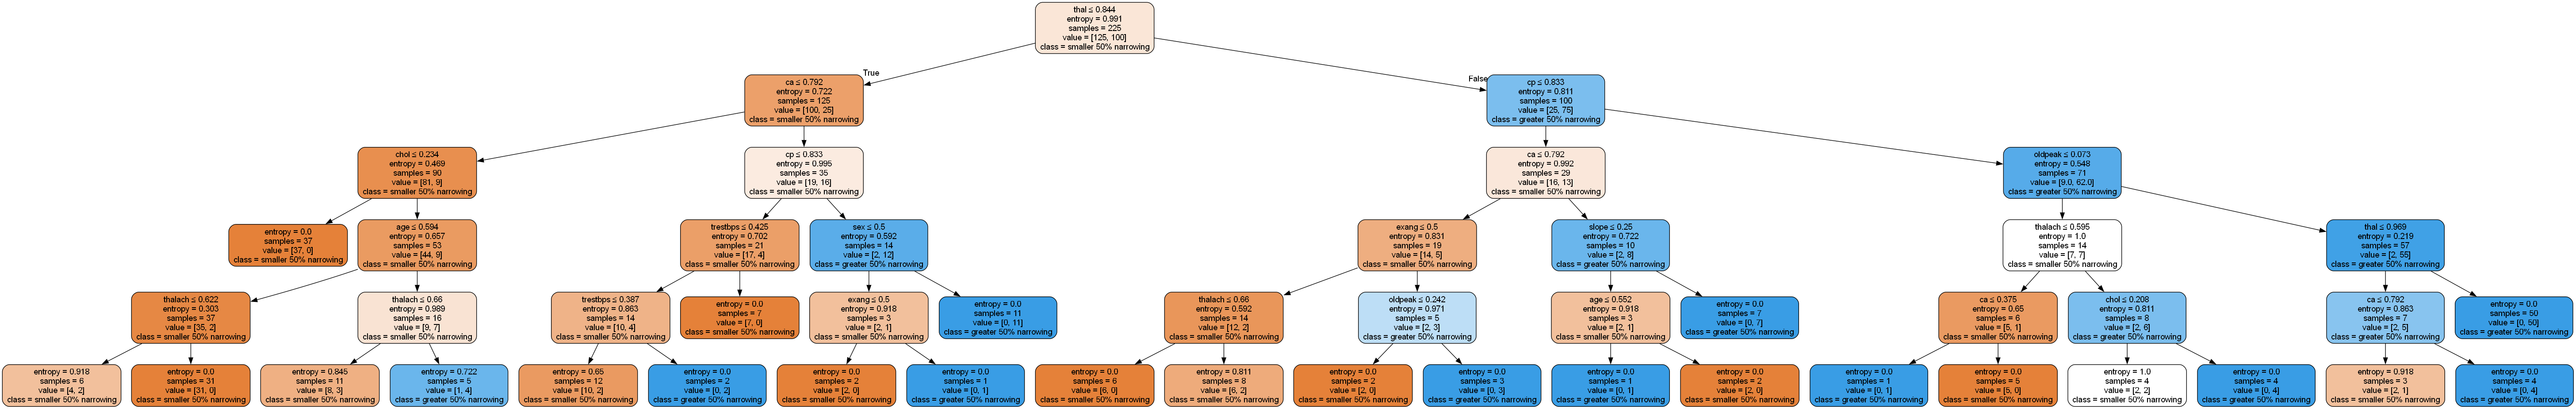 thal ≤ 0.844
entropy = 0.991
samples = 225
value = [125, 100]
class = smaller 50% narrowing
True
False
ca ≤ 0.792
entropy = 0.722
samples = 125
value = [100, 25]
class = smaller 50% narrowing
cp ≤ 0.833
entropy = 0.811
samples = 100
value = [25, 75]
class = greater 50% narrowing
chol ≤ 0.234
entropy = 0.469
samples = 90
value = [81, 9]
class = smaller 50% narrowing
cp ≤ 0.833
entropy = 0.995
samples = 35
value = [19, 16]
class = smaller 50% narrowing
ca ≤ 0.792
entropy = 0.992
samples = 29
value = [16, 13]
class = smaller 50% narrowing
oldpeak ≤ 0.073
entropy = 0.548
samples = 71
value = [9.0, 62.0]
class = greater 50% narrowing
entropy = 0.0
samples = 37
value = [37, 0]
class = smaller 50% narrowing
age ≤ 0.594
entropy = 0.657
samples = 53
value = [44, 9]
class = smaller 50% narrowing
trestbps ≤ 0.425
entropy = 0.702
samples = 21
value = [17, 4]
class = smaller 50% narrowing
sex ≤ 0.5
entropy = 0.592
samples = 14
value = [2, 12]
class = greater 50% narrowing
exang ≤ 0.5
entropy = 0.831
samples = 19
value = [14, 5]
class = smaller 50% narrowing
slope ≤ 0.25
entropy = 0.722
samples = 10
value = [2, 8]
class = greater 50% narrowing
thalach ≤ 0.595
entropy = 1.0
samples = 14
value = [7, 7]
class = smaller 50% narrowing
thal ≤ 0.969
entropy = 0.219
samples = 57
value = [2, 55]
class = greater 50% narrowing
thalach ≤ 0.622
entropy = 0.303
samples = 37
value = [35, 2]
class = smaller 50% narrowing
thalach ≤ 0.66
entropy = 0.989
samples = 16
value = [9, 7]
class = smaller 50% narrowing
trestbps ≤ 0.387
entropy = 0.863
samples = 14
value = [10, 4]
class = smaller 50% narrowing
entropy = 0.0
samples = 7
value = [7, 0]
class = smaller 50% narrowing
exang ≤ 0.5
entropy = 0.918
samples = 3
value = [2, 1]
class = smaller 50% narrowing
entropy = 0.0
samples = 11
value = [0, 11]
class = greater 50% narrowing
thalach ≤ 0.66
entropy = 0.592
samples = 14
value = [12, 2]
class = smaller 50% narrowing
oldpeak ≤ 0.242
entropy = 0.971
samples = 5
value = [2, 3]
class = greater 50% narrowing
age ≤ 0.552
entropy = 0.918
samples = 3
value = [2, 1]
class = smaller 50% narrowing
entropy = 0.0
samples = 7
value = [0, 7]
class = greater 50% narrowing
ca ≤ 0.375
entropy = 0.65
samples = 6
value = [5, 1]
class = smaller 50% narrowing
chol ≤ 0.208
entropy = 0.811
samples = 8
value = [2, 6]
class = greater 50% narrowing
ca ≤ 0.792
entropy = 0.863
samples = 7
value = [2, 5]
class = greater 50% narrowing
entropy = 0.0
samples = 50
value = [0, 50]
class = greater 50% narrowing
entropy = 0.918
samples = 6
value = [4, 2]
class = smaller 50% narrowing
entropy = 0.0
samples = 31
value = [31, 0]
class = smaller 50% narrowing
entropy = 0.845
samples = 11
value = [8, 3]
class = smaller 50% narrowing
entropy = 0.722
samples = 5
value = [1, 4]
class = greater 50% narrowing
entropy = 0.65
samples = 12
value = [10, 2]
class = smaller 50% narrowing
entropy = 0.0
samples = 2
value = [0, 2]
class = greater 50% narrowing
entropy = 0.0
samples = 2
value = [2, 0]
class = smaller 50% narrowing
entropy = 0.0
samples = 1
value = [0, 1]
class = greater 50% narrowing
entropy = 0.0
samples = 6
value = [6, 0]
class = smaller 50% narrowing
entropy = 0.811
samples = 8
value = [6, 2]
class = smaller 50% narrowing
entropy = 0.0
samples = 2
value = [2, 0]
class = smaller 50% narrowing
entropy = 0.0
samples = 3
value = [0, 3]
class = greater 50% narrowing
entropy = 0.0
samples = 1
value = [0, 1]
class = greater 50% narrowing
entropy = 0.0
samples = 2
value = [2, 0]
class = smaller 50% narrowing
entropy = 0.0
samples = 1
value = [0, 1]
class = greater 50% narrowing
entropy = 0.0
samples = 5
value = [5, 0]
class = smaller 50% narrowing
entropy = 1.0
samples = 4
value = [2, 2]
class = smaller 50% narrowing
entropy = 0.0
samples = 4
value = [0, 4]
class = greater 50% narrowing
entropy = 0.918
samples = 3
value = [2, 1]
class = smaller 50% narrowing
entropy = 0.0
samples = 4
value = [0, 4]
class = greater 50% narrowing